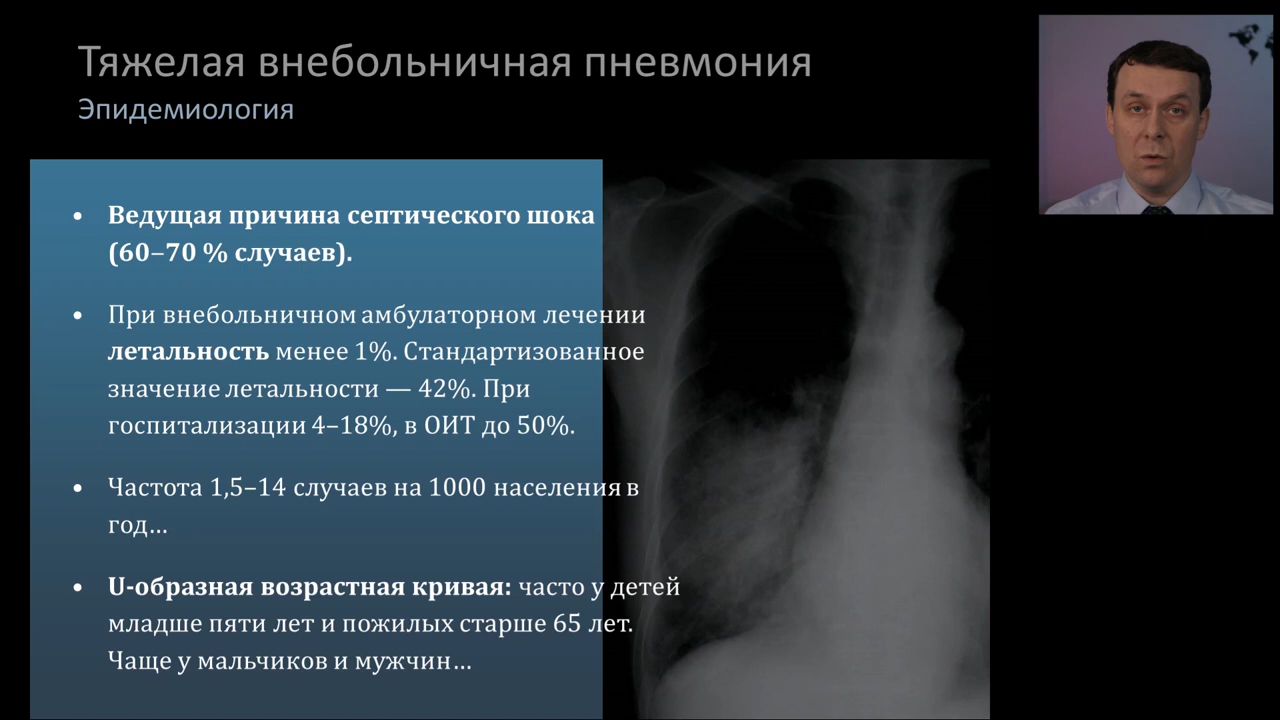 Тяжелая внебольничная пневмония
Эпидемиология
• Ведущая причина септического шока
(60–70 % случаев).
• При внебольничном амбулаторном лечении
летальность менее 1%. Стандартизованное
значение летальности — 42%. При
госпитализации 4–18%, в ОИТ до 50%.
• Частота 1,5–14 случаев на 1000 населения в
год…
• U-образная возрастная кривая: часто у детей
младше пяти лет и пожилых старше 65 лет.
Чаще у мальчиков и мужчин…